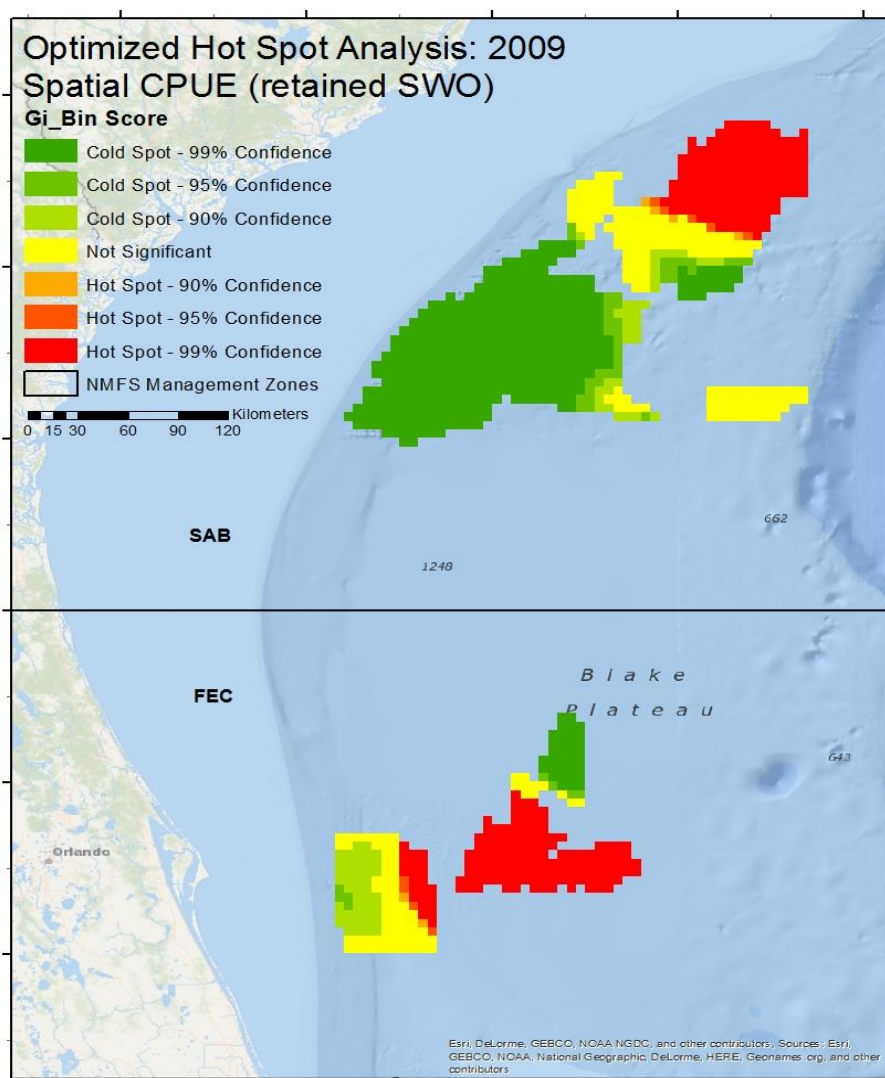 Optimized Hot Spot Analysis: 2009
Spatial CPUE (retained SWO)
Gi_Bin Score
Cold Spot - 99% Confidence
Cold Spot - 95% Confidence
Cold Spot - 90% Confidence
Not Significant
Hot Spot - 90% Confidence
Hot Spot - 95% Confidence
Hot Spot - 99% Confidence
NMFS Management Zones
Kilometers
0 15 30 60 90 120
662
SAB
1248
Blake
FEC
Plateau
643
Orlando
Esri, DeLorme, GEBCO, NOAA NGDC, and other contributors, Sources: Esri,
GEBCO, NOAA, National Geographic, DeLorme, HERE, Geonames.org, and other
contributors